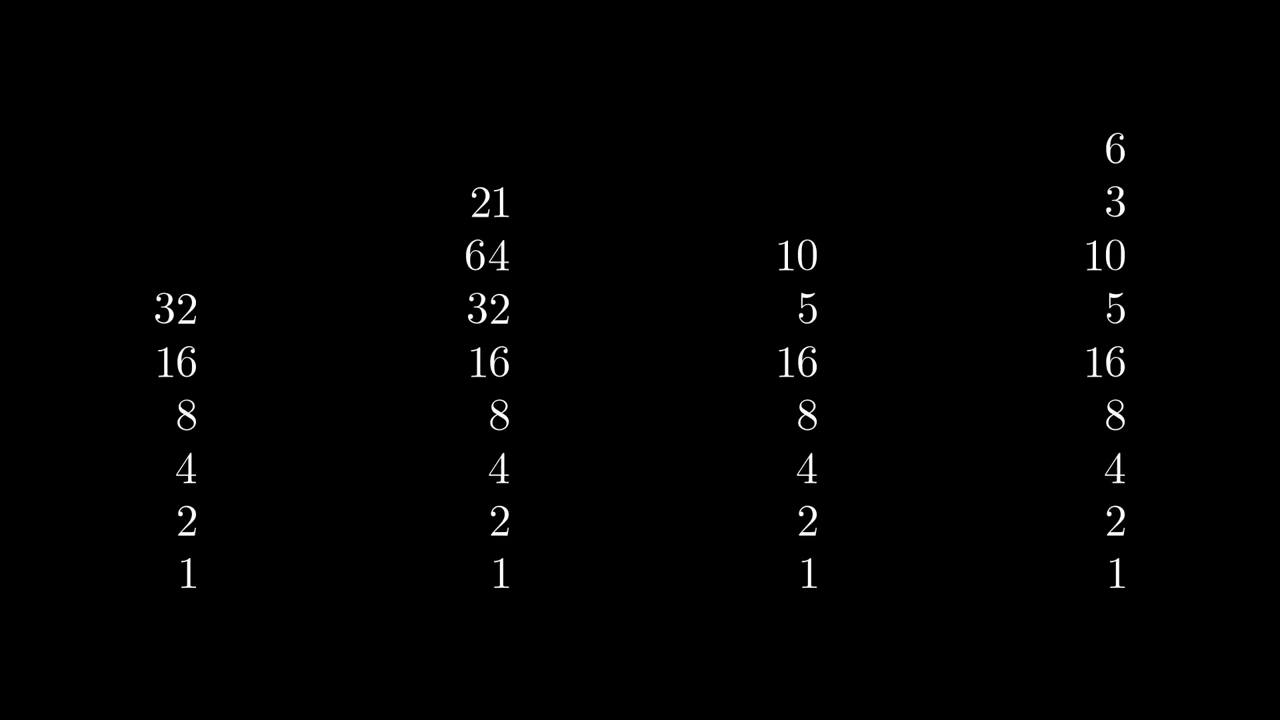 6
21 3
64 10 10
32 32 5 5
16 16 16 16
8 8 8 8
4 4 4 4
2 2 2 2
1 1 1 1